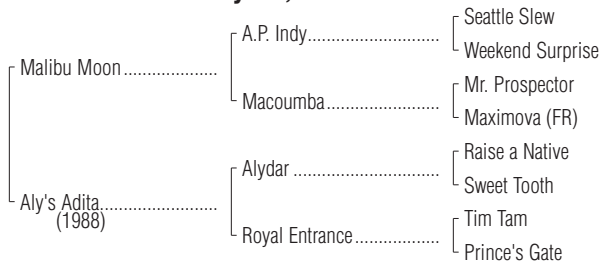 Seattle Slew
A.P. Indy
Weekend Surprise
Malibu Moon
Mr. Prospector
Macoumba
Maximova (FR)
Raise a Native
Alydar
Sweet Tooth
Aly's Adita
(1988)
Tim Tam
Royal Entrance
Prince's Gate